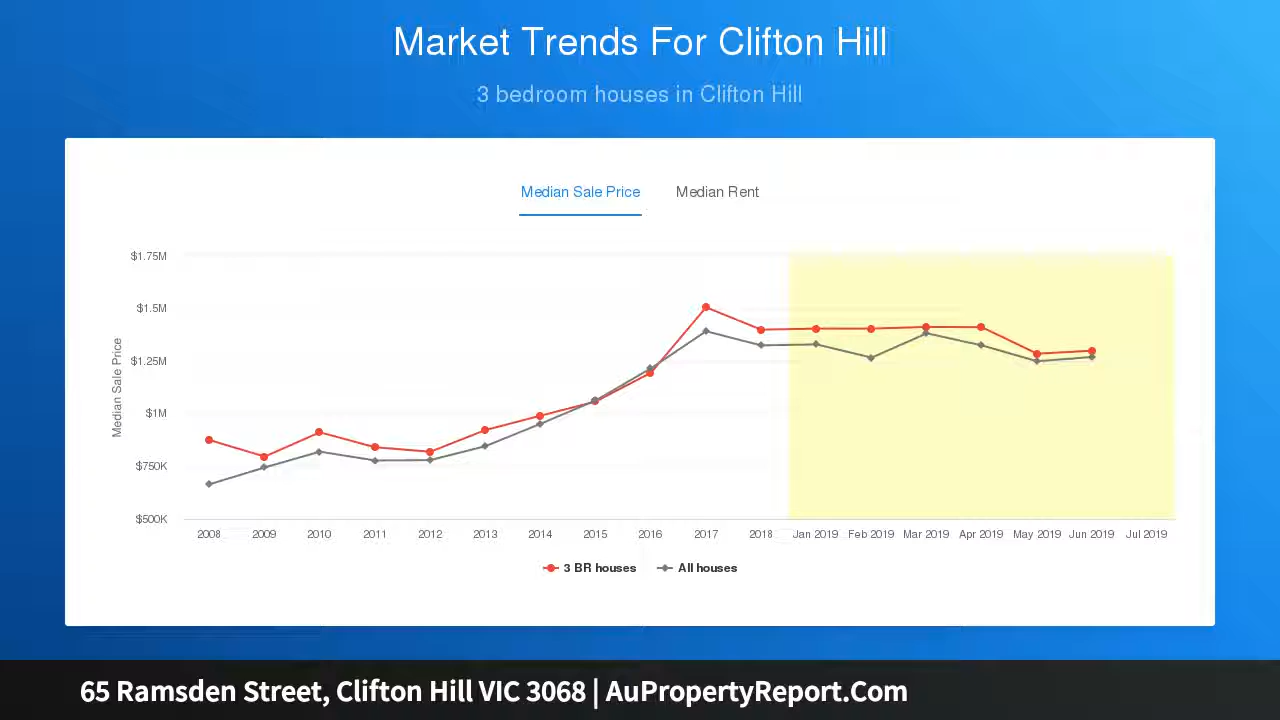 Market Trends For Clifton Hill
3 bedroom houses in Clifton Hill
Median Sale Price Median Rent
$1.75M
$1.5M
$1.25M
$1M
$750K
$500K
Median Sale Price
2008 2009 2010 2011 2012 2013 2014 2015 2016 2017 2018 Jan 2019 Feb 2019 Mar 2019 Apr 2019 May 2019 Jun 2019 Jul 2019
3 BR houses All houses
65 Ramsden Street, Clifton Hill VIC 3068 | AuPropertyReport.Com